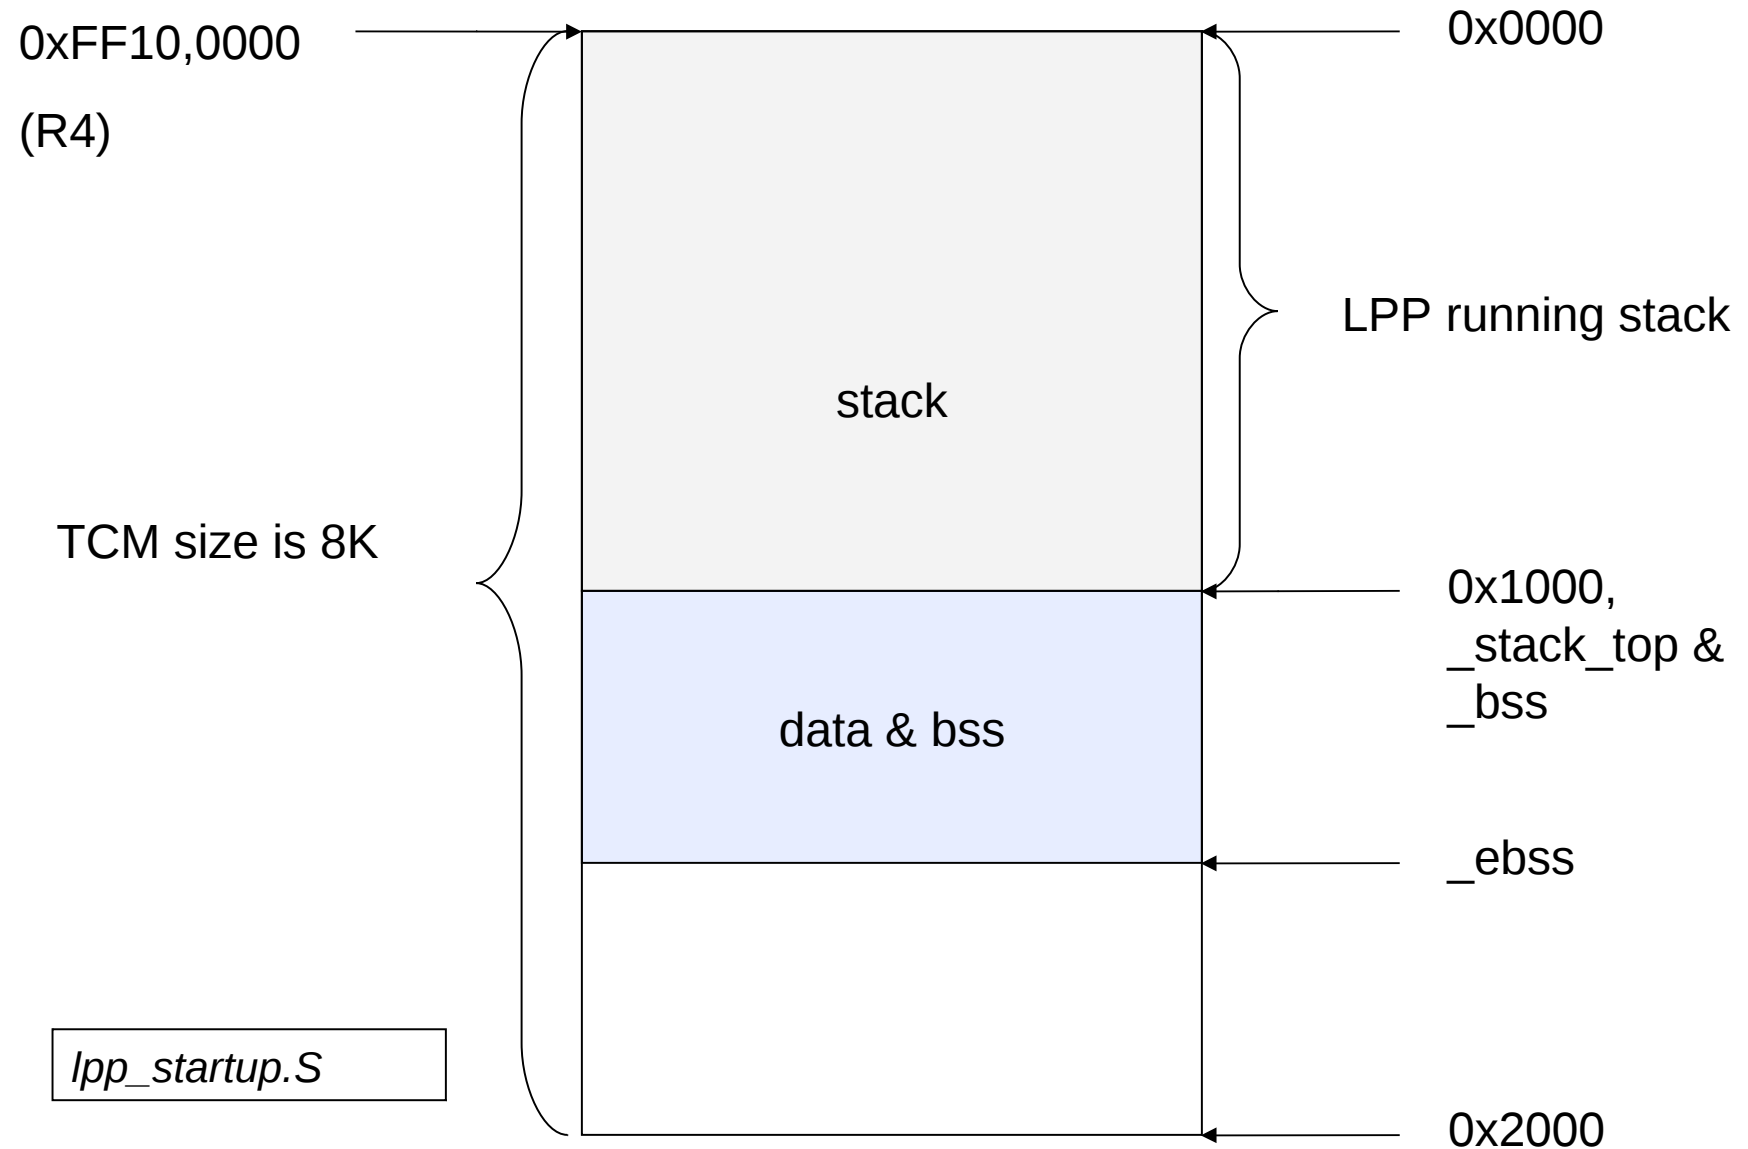 0xFF10,0000
(R4)
0x0000
LPP running stack
stack
TCM size is 8K
0x1000,
_stack_top &
_bss
data & bss
_ebss
lpp_startup.S
0x2000